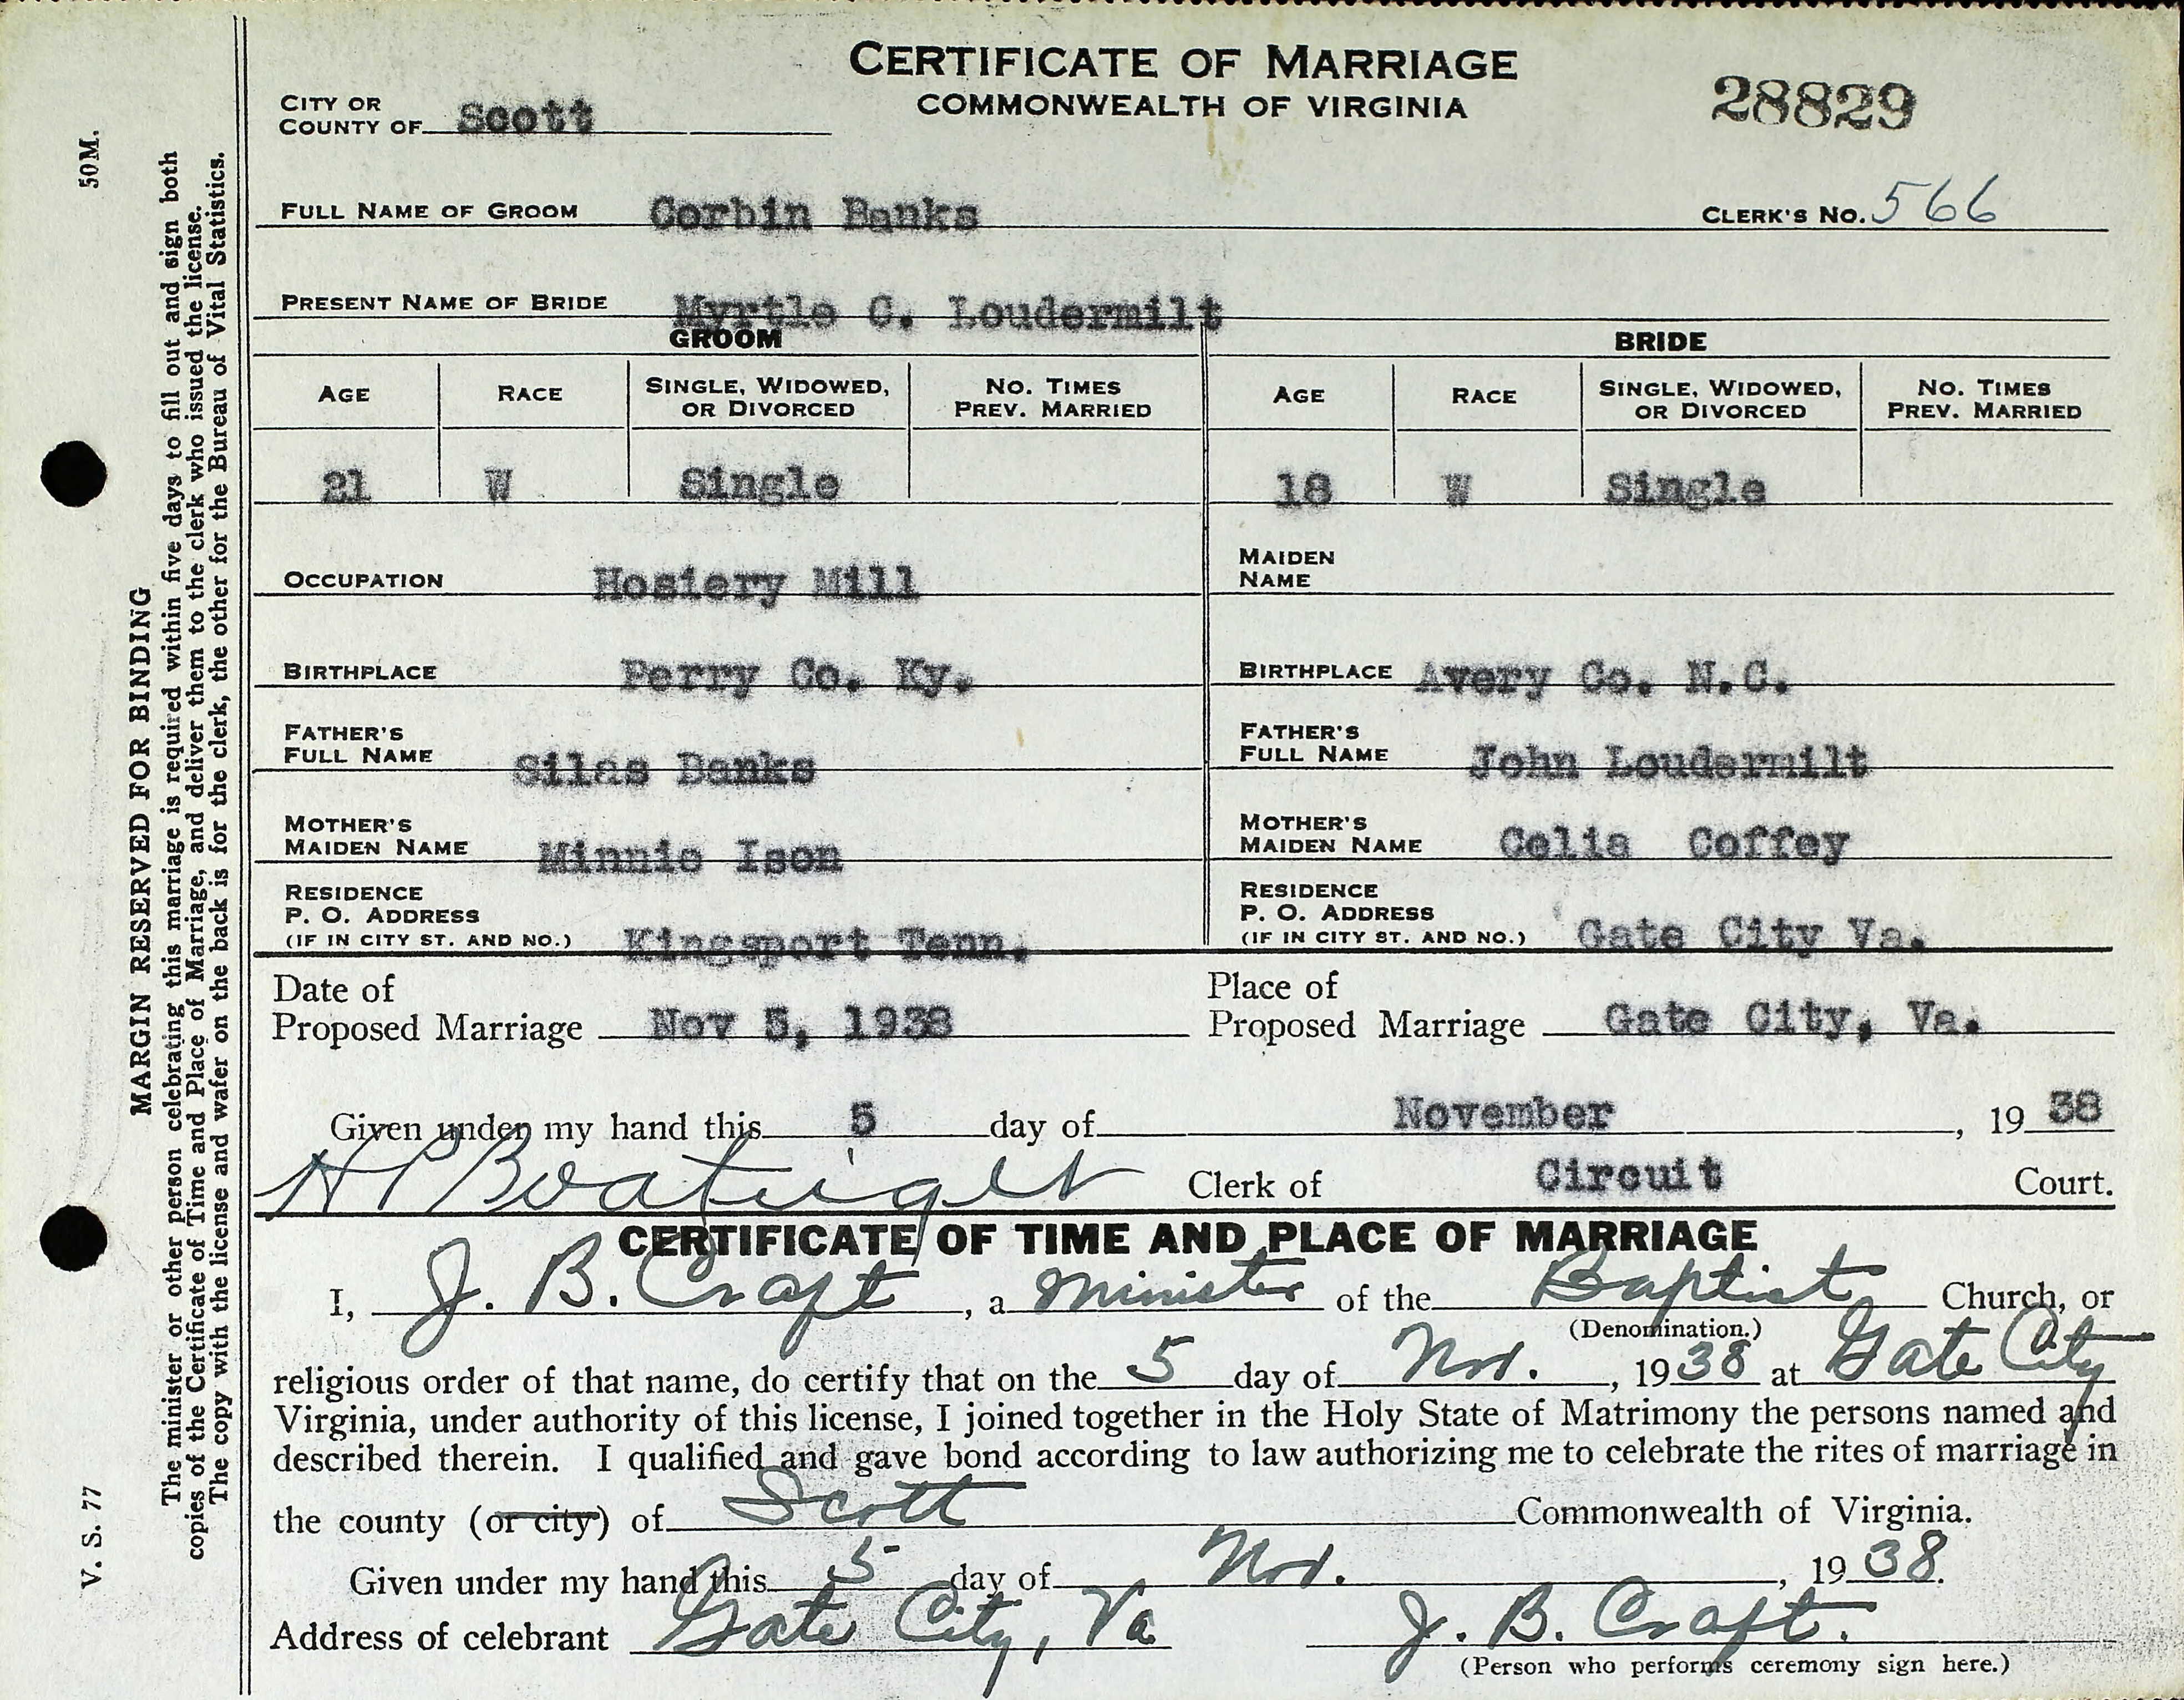 CERTIFICATE OF MARRIAGE
COMMONWEALTH OF VIRGINIA
28829
CITY OR
COUNTY OF Scott
FULL NAME OF GROOM Corbin Banks CLERK'S NO. 566
PRESENT NAME OF BRIDE Myrtle C. Loudermilt
GROOM BRIDE
AGE RACE SINGLE, WIDOWED, OR DIVORCED NO. TIMES PREV. MARRIED AGE RACE SINGLE, WIDOWED, OR DIVORCED NO. TIMES PREV. MARRIED
21 W Single 18 W Single
OCCUPATION Hosiery Mill MAIDEN NAME
BIRTHPLACE Perry Co. Ky. BIRTHPLACE Avery Co. N.C.
FATHER'S FULL NAME Silas Banks FATHER'S FULL NAME John Loudermilt
MOTHER'S MAIDEN NAME Minnie Ison MOTHER'S MAIDEN NAME Celia Coffey
RESIDENCE P. O. ADDRESS (IF IN CITY ST. AND NO.) Kingsport Tenn. RESIDENCE P. O. ADDRESS (IF IN CITY ST. AND NO.) Gate City Va.
Date of Proposed Marriage Nov 5, 1938 Place of Proposed Marriage Gate City, Va.
Given under my hand this 5 day of November, 19 38
H P Boatright Clerk of Circuit Court.
CERTIFICATE OF TIME AND PLACE OF MARRIAGE
I, J. B. Craft, a Minister of the Baptist Church, or
(Denomination.)
religious order of that name, do certify that on the 5 day of Nov., 1938 at Gate City
Virginia, under authority of this license, I joined together in the Holy State of Matrimony the persons named and
described therein. I qualified and gave bond according to law authorizing me to celebrate the rites of marriage in
the county (or city) of Scott Commonwealth of Virginia.
Given under my hand this 5 day of Nov., 1938.
Address of celebrant Gate City, Va J. B. Craft.
(Person who performs ceremony sign here.)
V. S. 77 50M.
MARGIN RESERVED FOR BINDING
The minister or other person celebrating this marriage is required within five days to fill out and sign both
copies of the Certificate of Time and Place of Marriage, and deliver them to the clerk who issued the license.
The copy with the license and wafer on the back is for the clerk, the other for the Bureau of Vital Statistics.